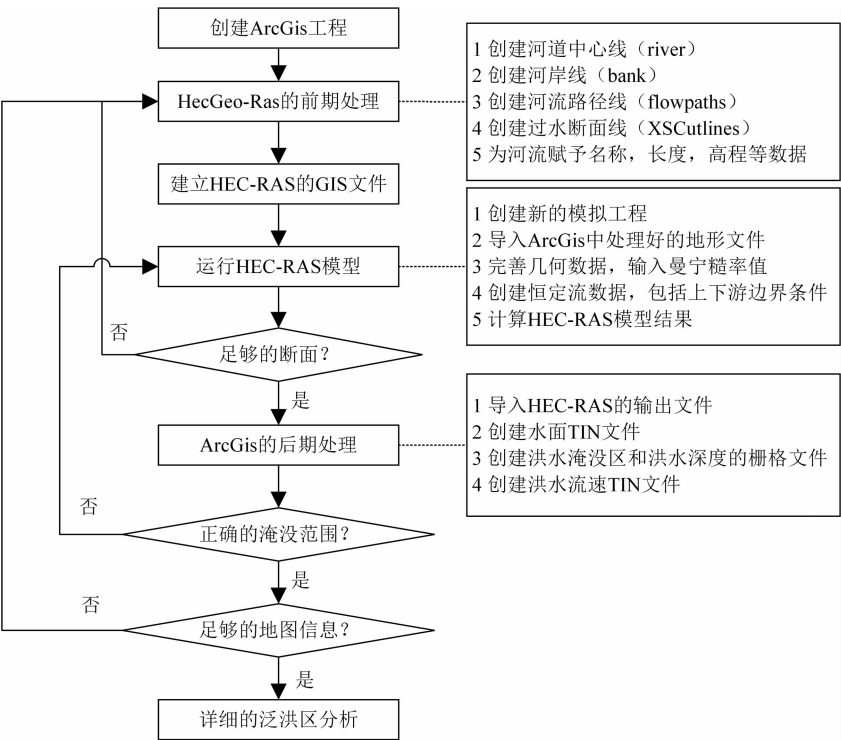 创建ArcGis工程
HecGeo-Ras的前期处理
1 创建河道中心线（river）
2 创建河岸线（bank）
3 创建河流路径线（flowpaths）
4 创建过水断面线（XSCutlines）
5 为河流赋予名称，长度，高程等数据
建立HEC-RAS的GIS文件
运行HEC-RAS模型
1 创建新的模拟工程
2 导入ArcGis中处理好的地形文件
3 完善几何数据，输入曼宁糙率值
4 创建恒定流数据，包括上下游边界条件
5 计算HEC-RAS模型结果
否
足够的断面？
是
ArcGis的后期处理
1 导入HEC-RAS的输出文件
2 创建水面TIN文件
3 创建洪水淹没区和洪水深度的栅格文件
4 创建洪水流速TIN文件
否
正确的淹没范围？
是
否
足够的地图信息？
是
详细的泛洪区分析